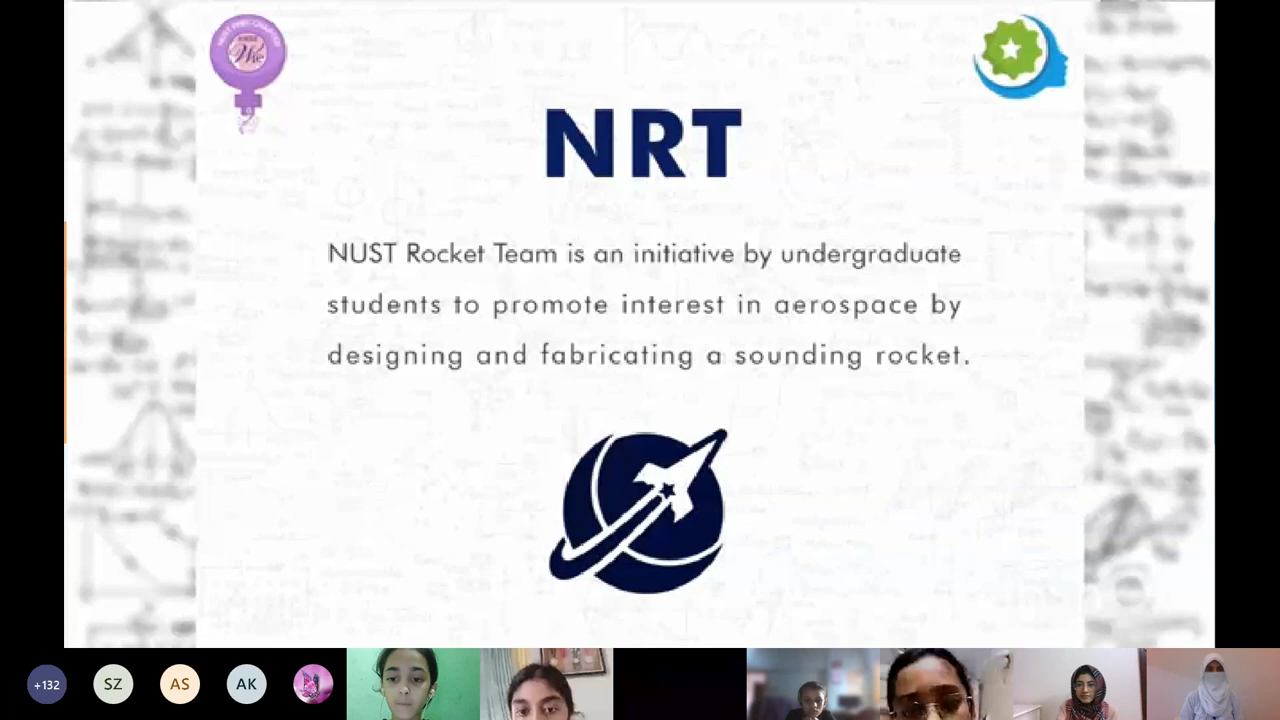 Wie
NRT
NUST Rocket Team is an initiative by undergraduate
students to promote interest in aerospace by
designing and fabricating a sounding rocket.
+132 SZ AS AK